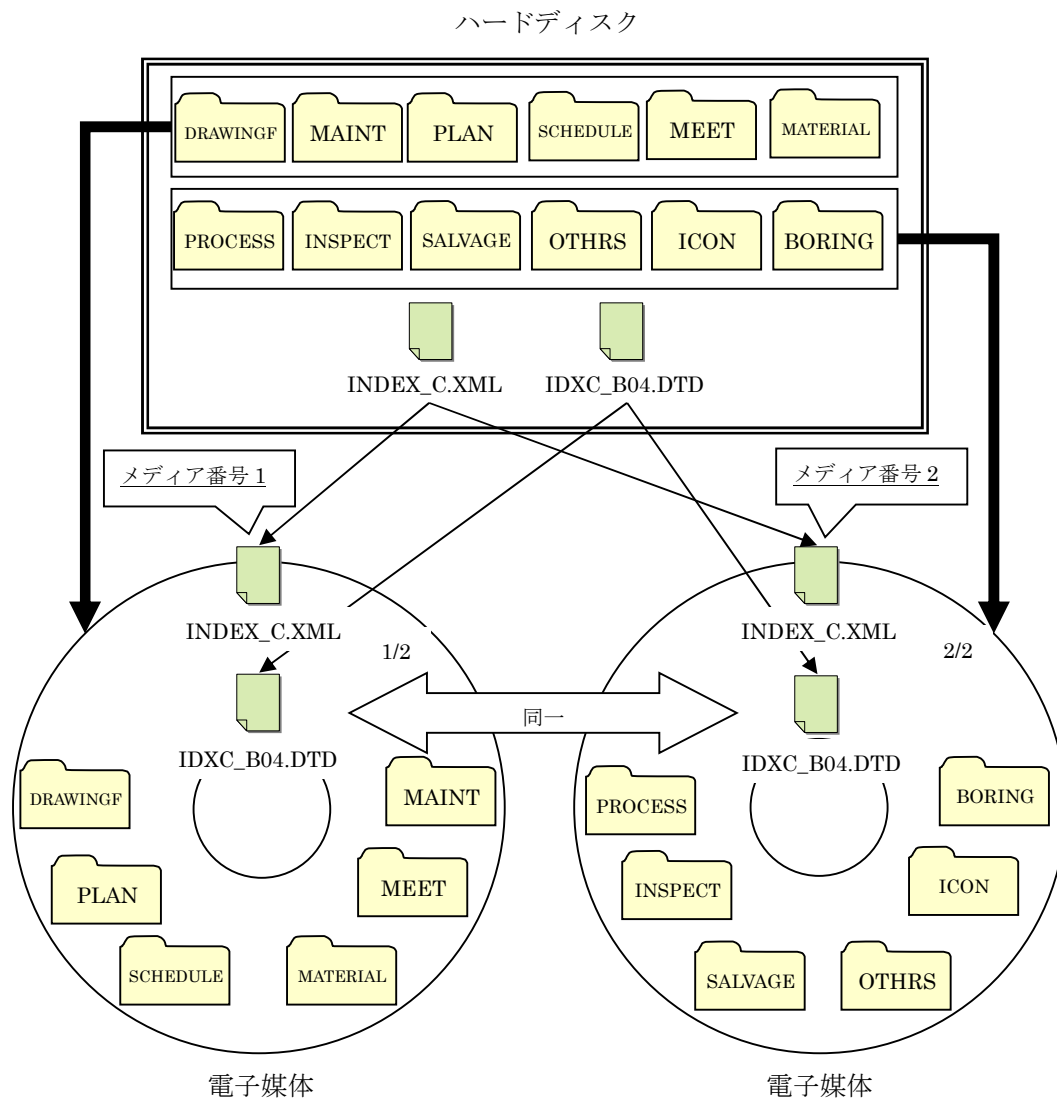 ハードディスク
DRAWINGF MAINT PLAN SCHEDULE MEET MATERIAL
PROCESS INSPECT SALVAGE OTHRS ICON BORING
INDEX_C.XML IDXC_B04.DTD
メディア番号 1 メディア番号 2
INDEX_C.XML INDEX_C.XML
1/2 2/2
同一
IDXC_B04.DTD IDXC_B04.DTD
DRAWINGF MAINT PROCESS BORING
PLAN MEET INSPECT ICON
SCHEDULE MATERIAL SALVAGE OTHRS
電子媒体 電子媒体